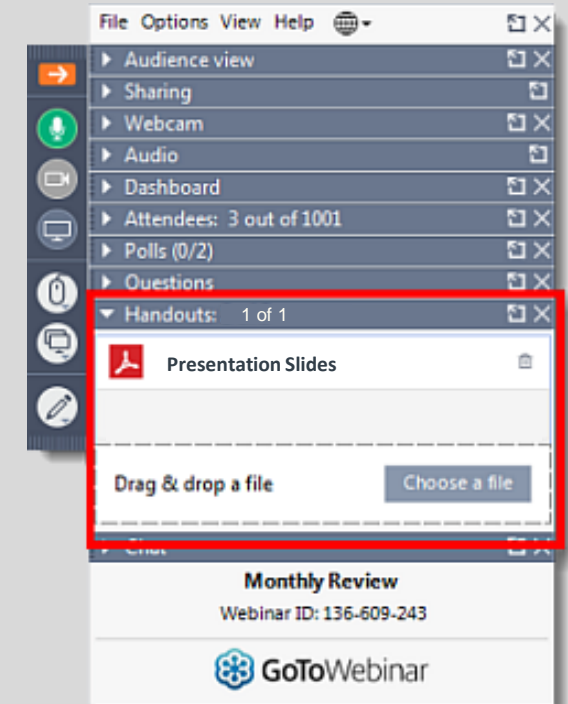 File Options View Help
Audience view
Sharing
Webcam
Audio
Dashboard
Attendees: 3 out of 1001
Polls (0/2)
Questions
Handouts: 1 of 1
Presentation Slides
Drag & drop a file Choose a file
Chat
Monthly Review
Webinar ID: 136-609-243
GoToWebinar